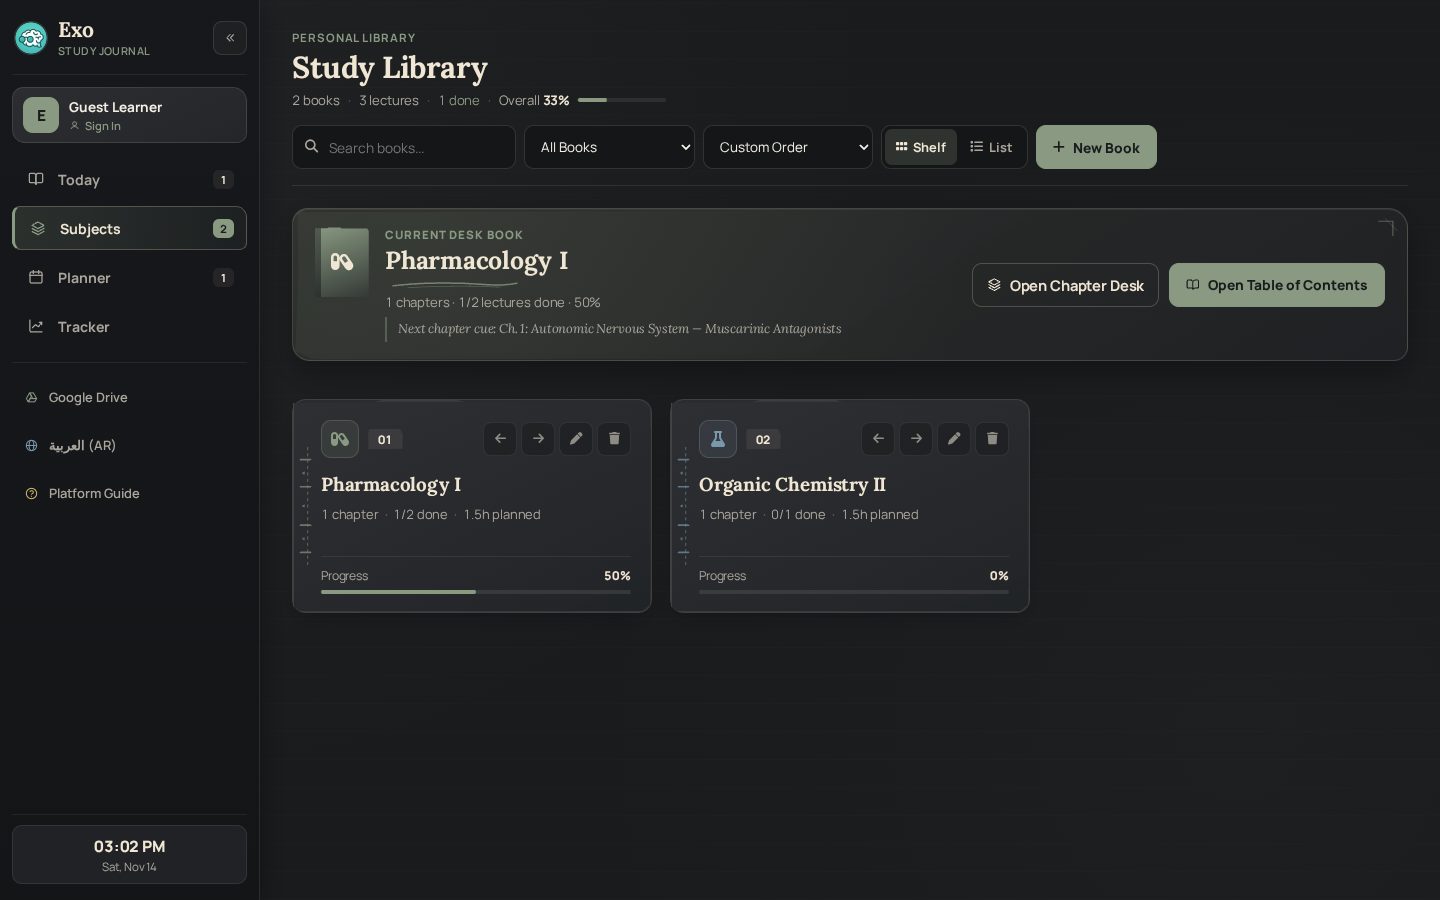 Exo
STUDY JOURNAL
Guest Learner
Sign In
Today 1
Subjects 2
Planner 1
Tracker
Google Drive
العربية (AR)
Platform Guide
03:02 PM
Sat, Nov 14
PERSONAL LIBRARY
Study Library
2 books · 3 lectures · 1 done · Overall 33%
Search books... All Books Custom Order Shelf List New Book
CURRENT DESK BOOK
Pharmacology I
1 chapters · 1/2 lectures done · 50%
Next chapter cue: Ch. 1: Autonomic Nervous System — Muscarinic Antagonists
Open Chapter Desk Open Table of Contents
01
Pharmacology I
1 chapter · 1/2 done · 1.5h planned
Progress 50%
02
Organic Chemistry II
1 chapter · 0/1 done · 1.5h planned
Progress 0%